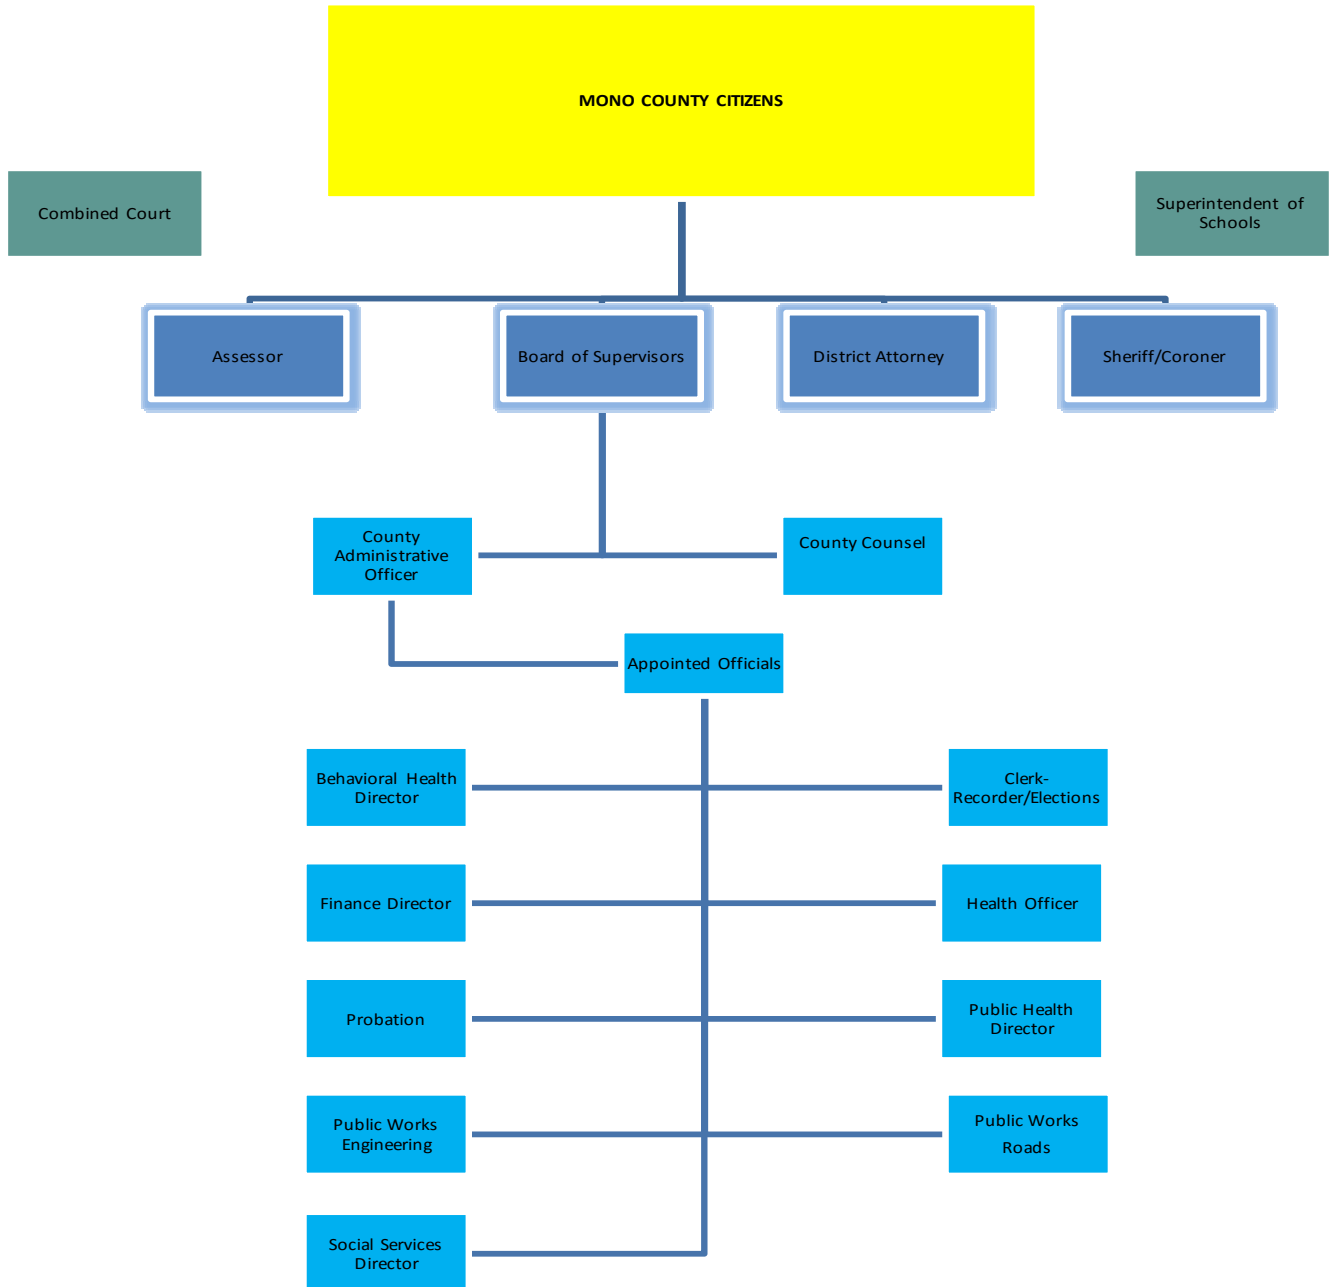 MONO COUNTY CITIZENS
Combined Court
Superintendent of
Schools
Assessor
Board of Supervisors
District Attorney
Sheriff/Coroner
County
Administrative
Officer
County Counsel
Appointed Officials
Behavioral Health
Director
Clerk-
Recorder/Elections
Finance Director
Health Officer
Probation
Public Health
Director
Public Works
Engineering
Public Works
Roads
Social Services
Director